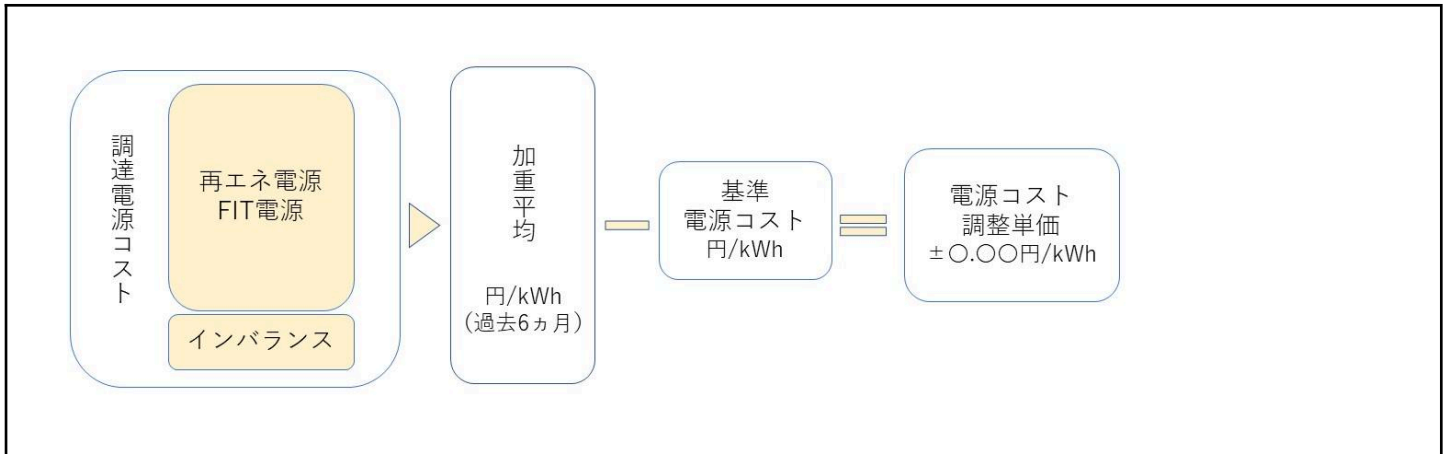 調達電源コスト
再エネ電源
FIT電源
インバランス
加重平均
円/kWh
(過去6ヵ月)
基準
電源コスト
円/kWh
電源コスト
調整単価
±〇.〇〇円/kWh